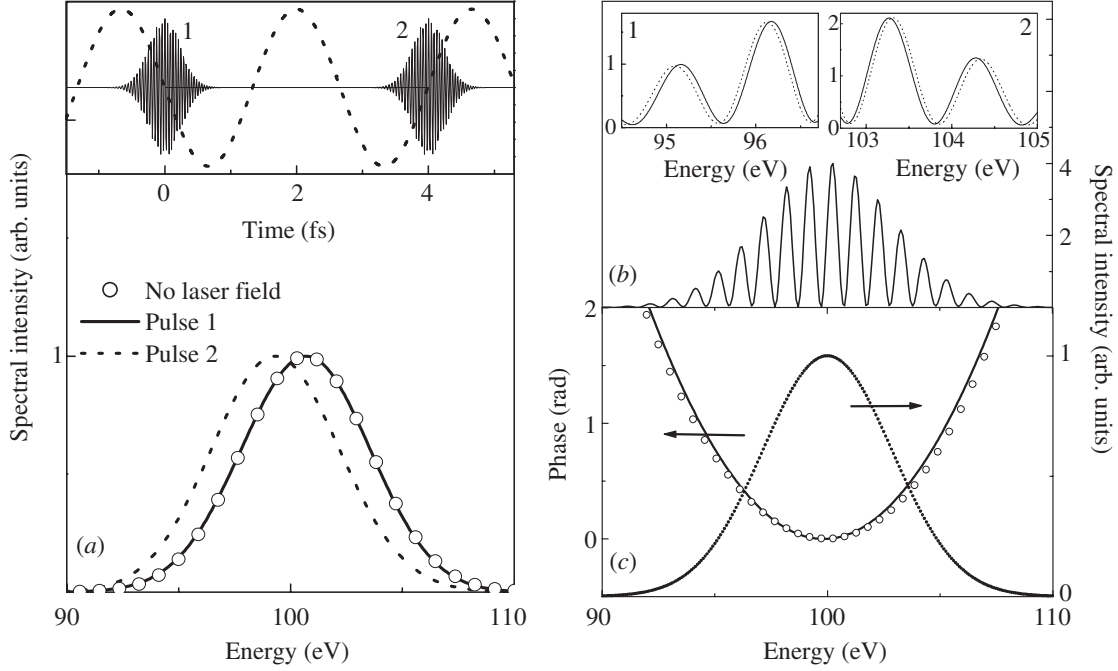 1
2
0
2
4
Time (fs)
Spectral intensity (arb. units)
No laser field
Pulse 1
Pulse 2
1
(a)
90
100
110
Energy (eV)
1
1
0
95
96
Energy (eV)
2
2
1
0
103
104
105
Energy (eV)
4
2
(b)
Spectral intensity (arb. units)
2
1
0
Phase (rad)
1
0
(c)
90
100
110
Energy (eV)